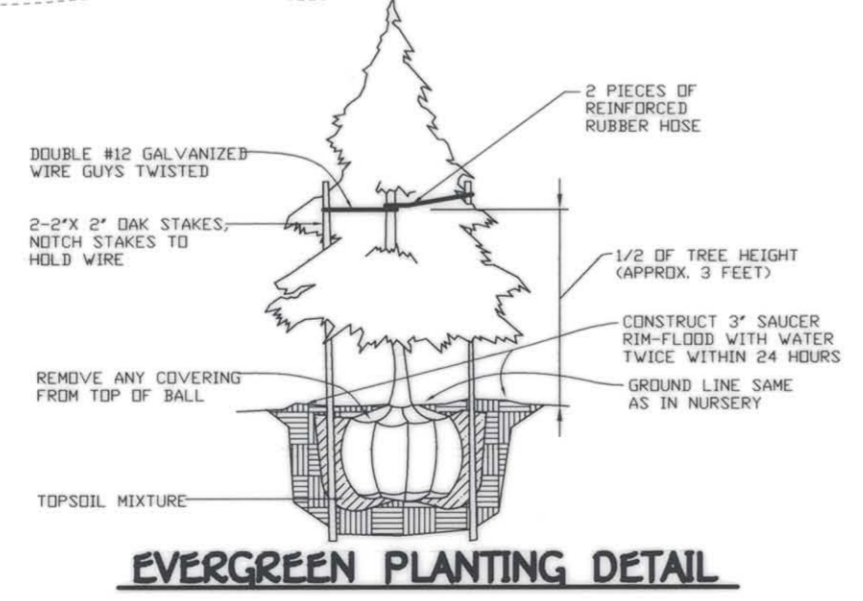 2 PIECES OF
REINFORCED
RUBBER HOSE
DOUBLE #12 GALVANIZED
WIRE GUYS TWISTED
2-2"X 2" OAK STAKES,
NOTCH STAKES TO
HOLD WIRE
1/2 OF TREE HEIGHT
(APPROX. 3 FEET)
CONSTRUCT 3" SAUCER
RIM-FLOOD WITH WATER
TWICE WITHIN 24 HOURS
REMOVE ANY COVERING
FROM TOP OF BALL
GROUND LINE SAME
AS IN NURSERY
TOPSOIL MIXTURE
EVERGREEN PLANTING DETAIL